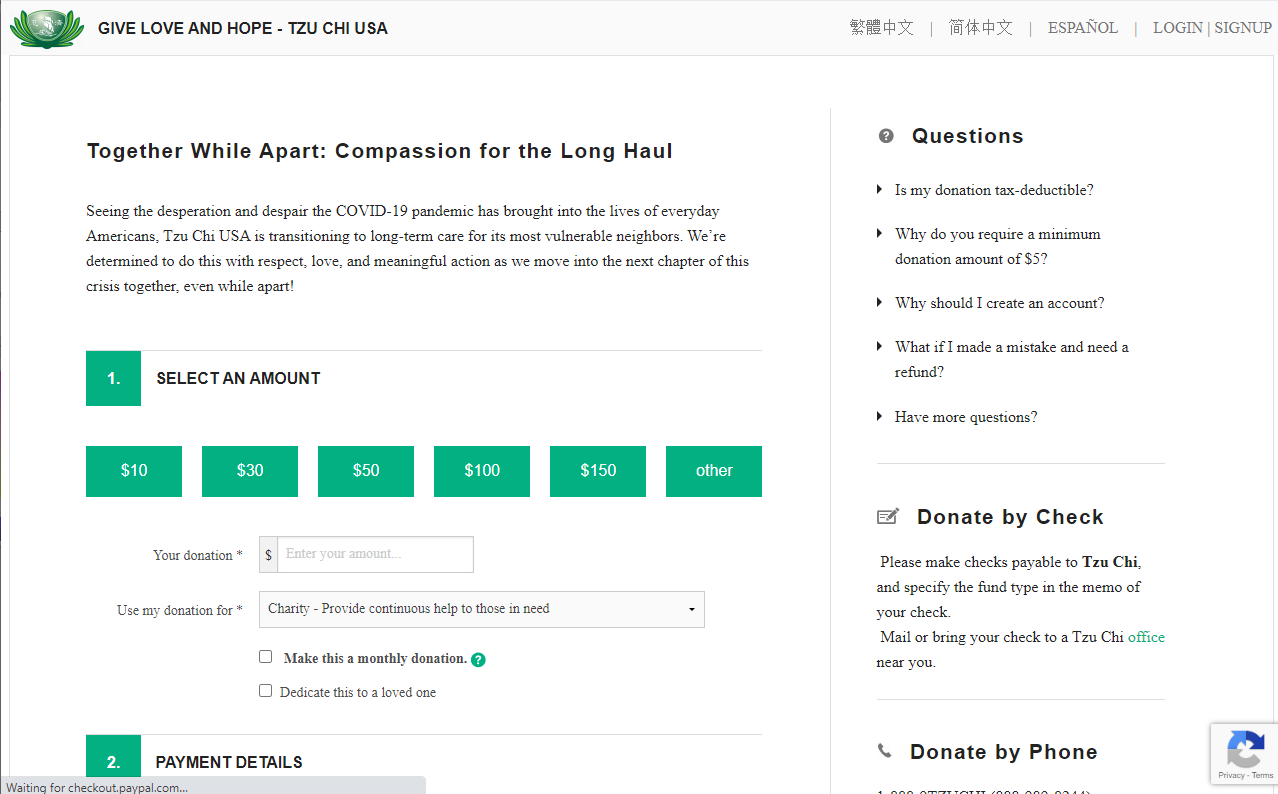 GIVE LOVE AND HOPE - TZU CHI USA
繁體中文 | 简体中文 | ESPAÑOL | LOGIN | SIGNUP
Together While Apart: Compassion for the Long Haul
Seeing the desperation and despair the COVID-19 pandemic has brought into the lives of everyday
Americans, Tzu Chi USA is transitioning to long-term care for its most vulnerable neighbors. We’re
determined to do this with respect, love, and meaningful action as we move into the next chapter of this
crisis together, even while apart!
1. SELECT AN AMOUNT
$10 $30 $50 $100 $150 other
Your donation * $ Enter your amount...
Use my donation for * Charity - Provide continuous help to those in need
Make this a monthly donation. ?
Dedicate this to a loved one
2. PAYMENT DETAILS
Waiting for checkout.paypal.com...
? Questions
Is my donation tax-deductible?
Why do you require a minimum
donation amount of $5?
Why should I create an account?
What if I made a mistake and need a
refund?
Have more questions?
Donate by Check
Please make checks payable to Tzu Chi,
and specify the fund type in the memo of
your check.
Mail or bring your check to a Tzu Chi office
near you.
Donate by Phone
Privacy - Terms